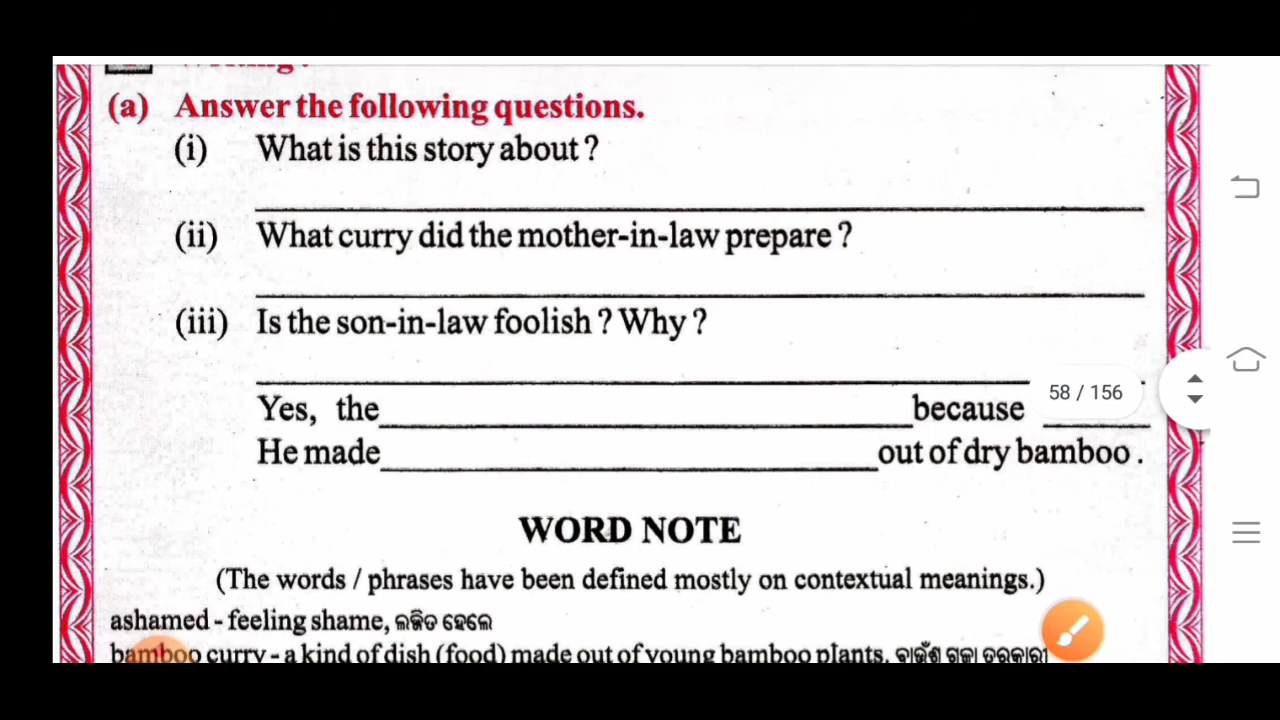 Writing :
(a) Answer the following questions.
(i) What is this story about ?
(ii) What curry did the mother-in-law prepare ?
(iii) Is the son-in-law foolish ? Why ?
58 / 156
Yes, the because
He made out of dry bamboo .
WORD NOTE
(The words / phrases have been defined mostly on contextual meanings.)
ashamed - feeling shame, ଲଜ୍ଜିତ ହେଲେ
bamboo curry - a kind of dish (food) made out of young bamboo plants, ବାଉଁଶ ଗଜା ତରକାରୀ